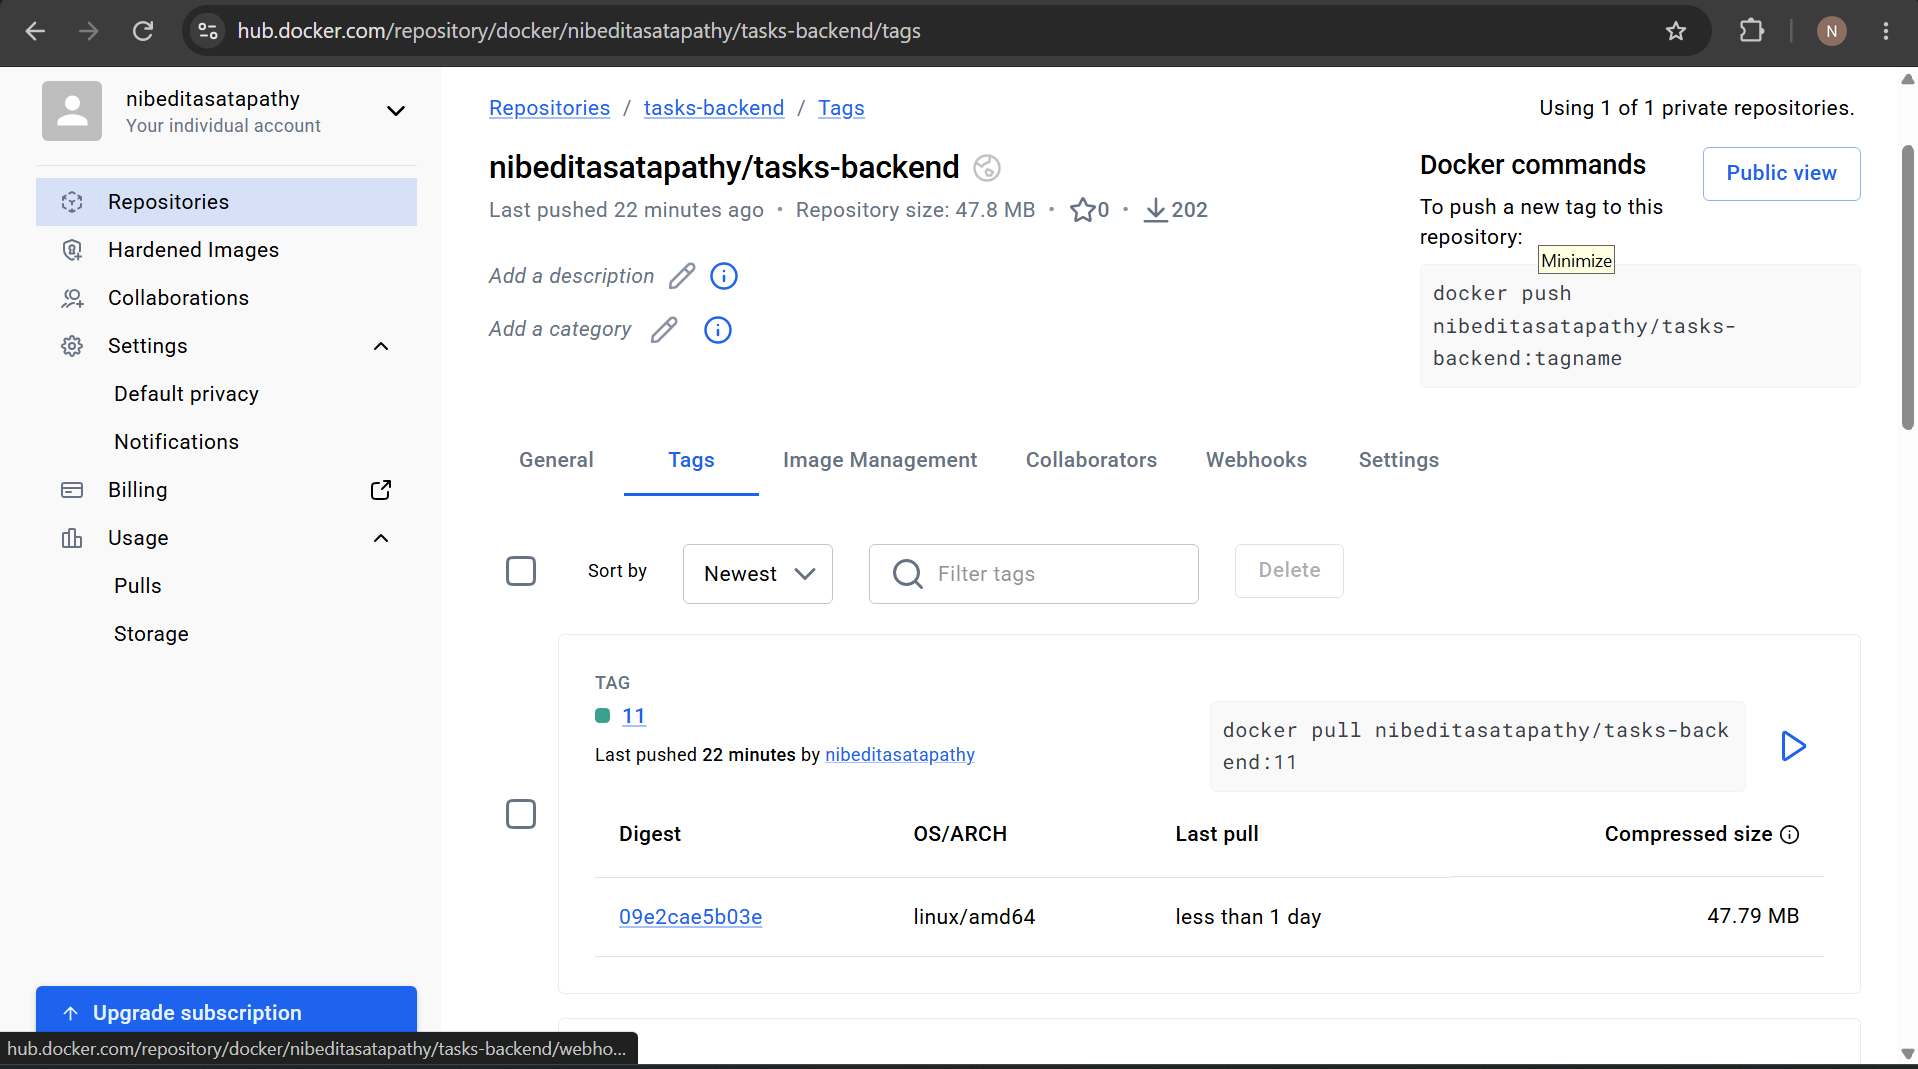 hub.docker.com/repository/docker/nibeditasatapathy/tasks-backend/tags
N
nibeditasatapathy
Your individual account
Repositories
Hardened Images
Collaborations
Settings
Default privacy
Notifications
Billing
Usage
Pulls
Storage
Upgrade subscription
hub.docker.com/repository/docker/nibeditasatapathy/tasks-backend/webho...
Repositories / tasks-backend / Tags
Using 1 of 1 private repositories.
nibeditasatapathy/tasks-backend
Last pushed 22 minutes ago • Repository size: 47.8 MB • 0 • 202
Add a description
Add a category
Docker commands
Public view
To push a new tag to this
repository:
Minimize
docker push
nibeditasatapathy/tasks-
backend:tagname
General Tags Image Management Collaborators Webhooks Settings
Sort by Newest Filter tags Delete
TAG
11
Last pushed 22 minutes by nibeditasatapathy
docker pull nibeditasatapathy/tasks-back
end:11
Digest OS/ARCH Last pull Compressed size
09e2cae5b03e linux/amd64 less than 1 day 47.79 MB